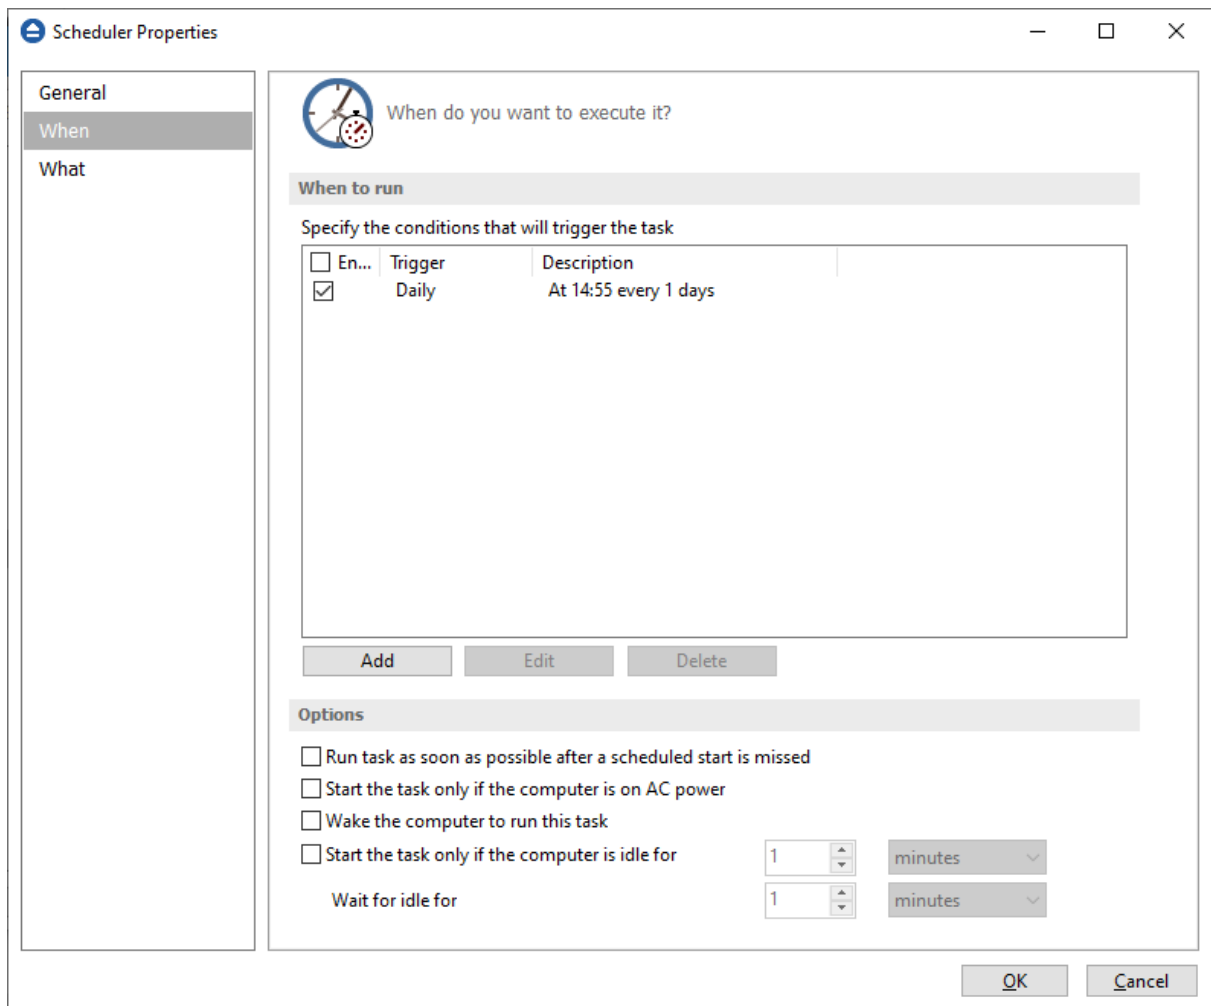 Scheduler Properties
General
When
What
When do you want to execute it?
When to run
Specify the conditions that will trigger the task
En... Trigger Description
Daily At 14:55 every 1 days
Add Edit Delete
Options
Run task as soon as possible after a scheduled start is missed
Start the task only if the computer is on AC power
Wake the computer to run this task
Start the task only if the computer is idle for 1 minutes
Wait for idle for 1 minutes
OK Cancel